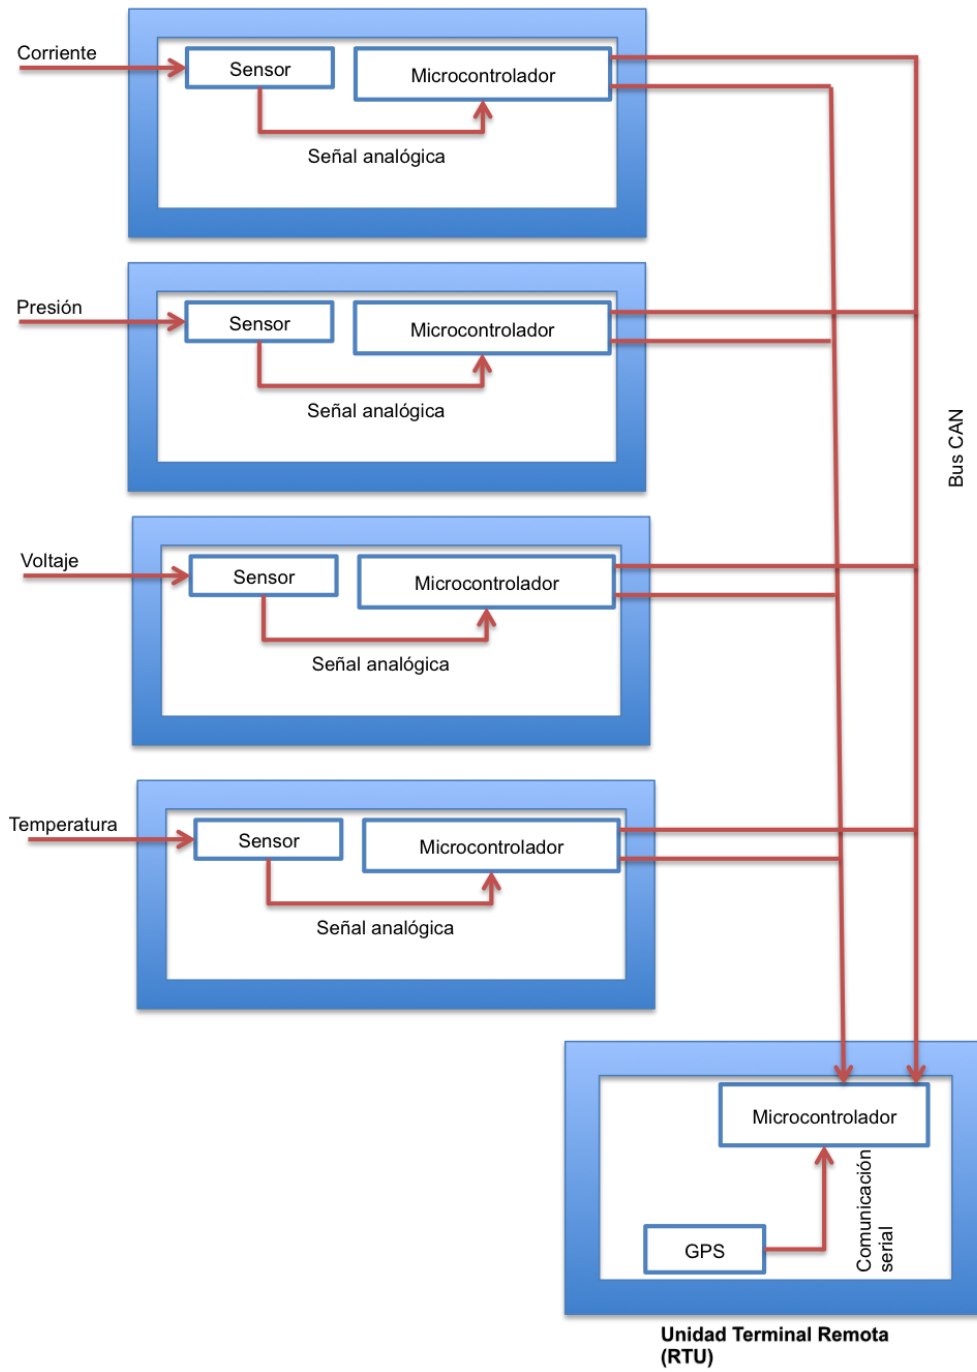 Corriente
Sensor
Microcontrolador
Señal analógica
Presión
Sensor
Microcontrolador
Señal analógica
Bus CAN
Voltaje
Sensor
Microcontrolador
Señal analógica
Temperatura
Sensor
Microcontrolador
Señal analógica
Microcontrolador
Comunicación
serial
GPS
Unidad Terminal Remota
(RTU)